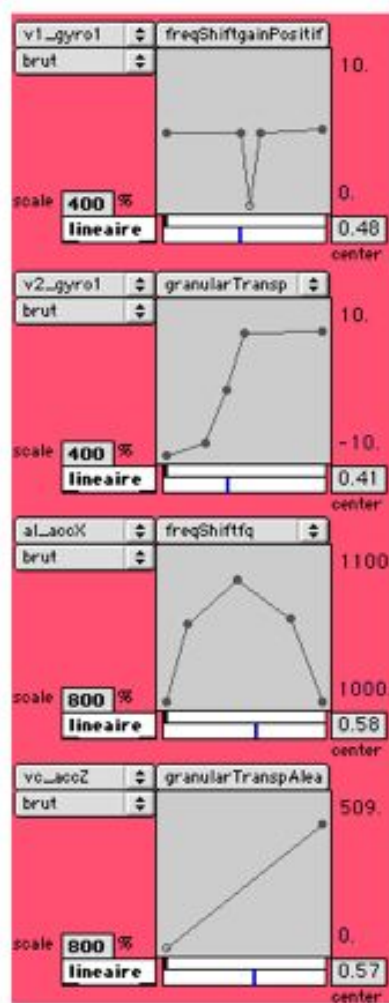 v1_gyro1 freqShiftgainPositif
brut 10.
0.
scale 400 %
lineaire 0.48
center
v2_gyro1 granularTransp
brut 10.
-10.
scale 400 %
lineaire 0.41
center
al_accX freqShiftfq
brut 1100
1000.
scale 800 %
lineaire 0.58
center
vc_accZ granularTranspAlea
brut 509.
0.
scale 800 %
lineaire 0.57
center